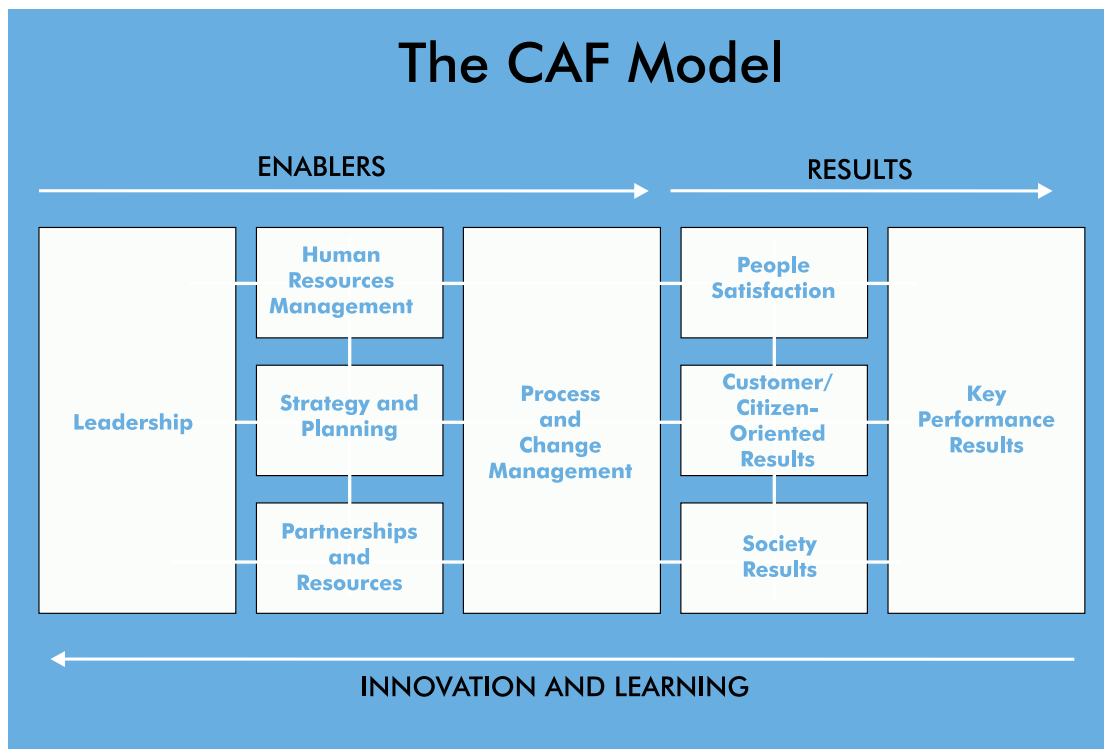 The CAF Model
ENABLERS
RESULTS
Leadership
Human
Resources
Management
Strategy and
Planning
Partnerships
and
Resources
Process
and
Change
Management
People
Satisfaction
Customer/
Citizen-
Oriented
Results
Society
Results
Key
Performance
Results
INNOVATION AND LEARNING